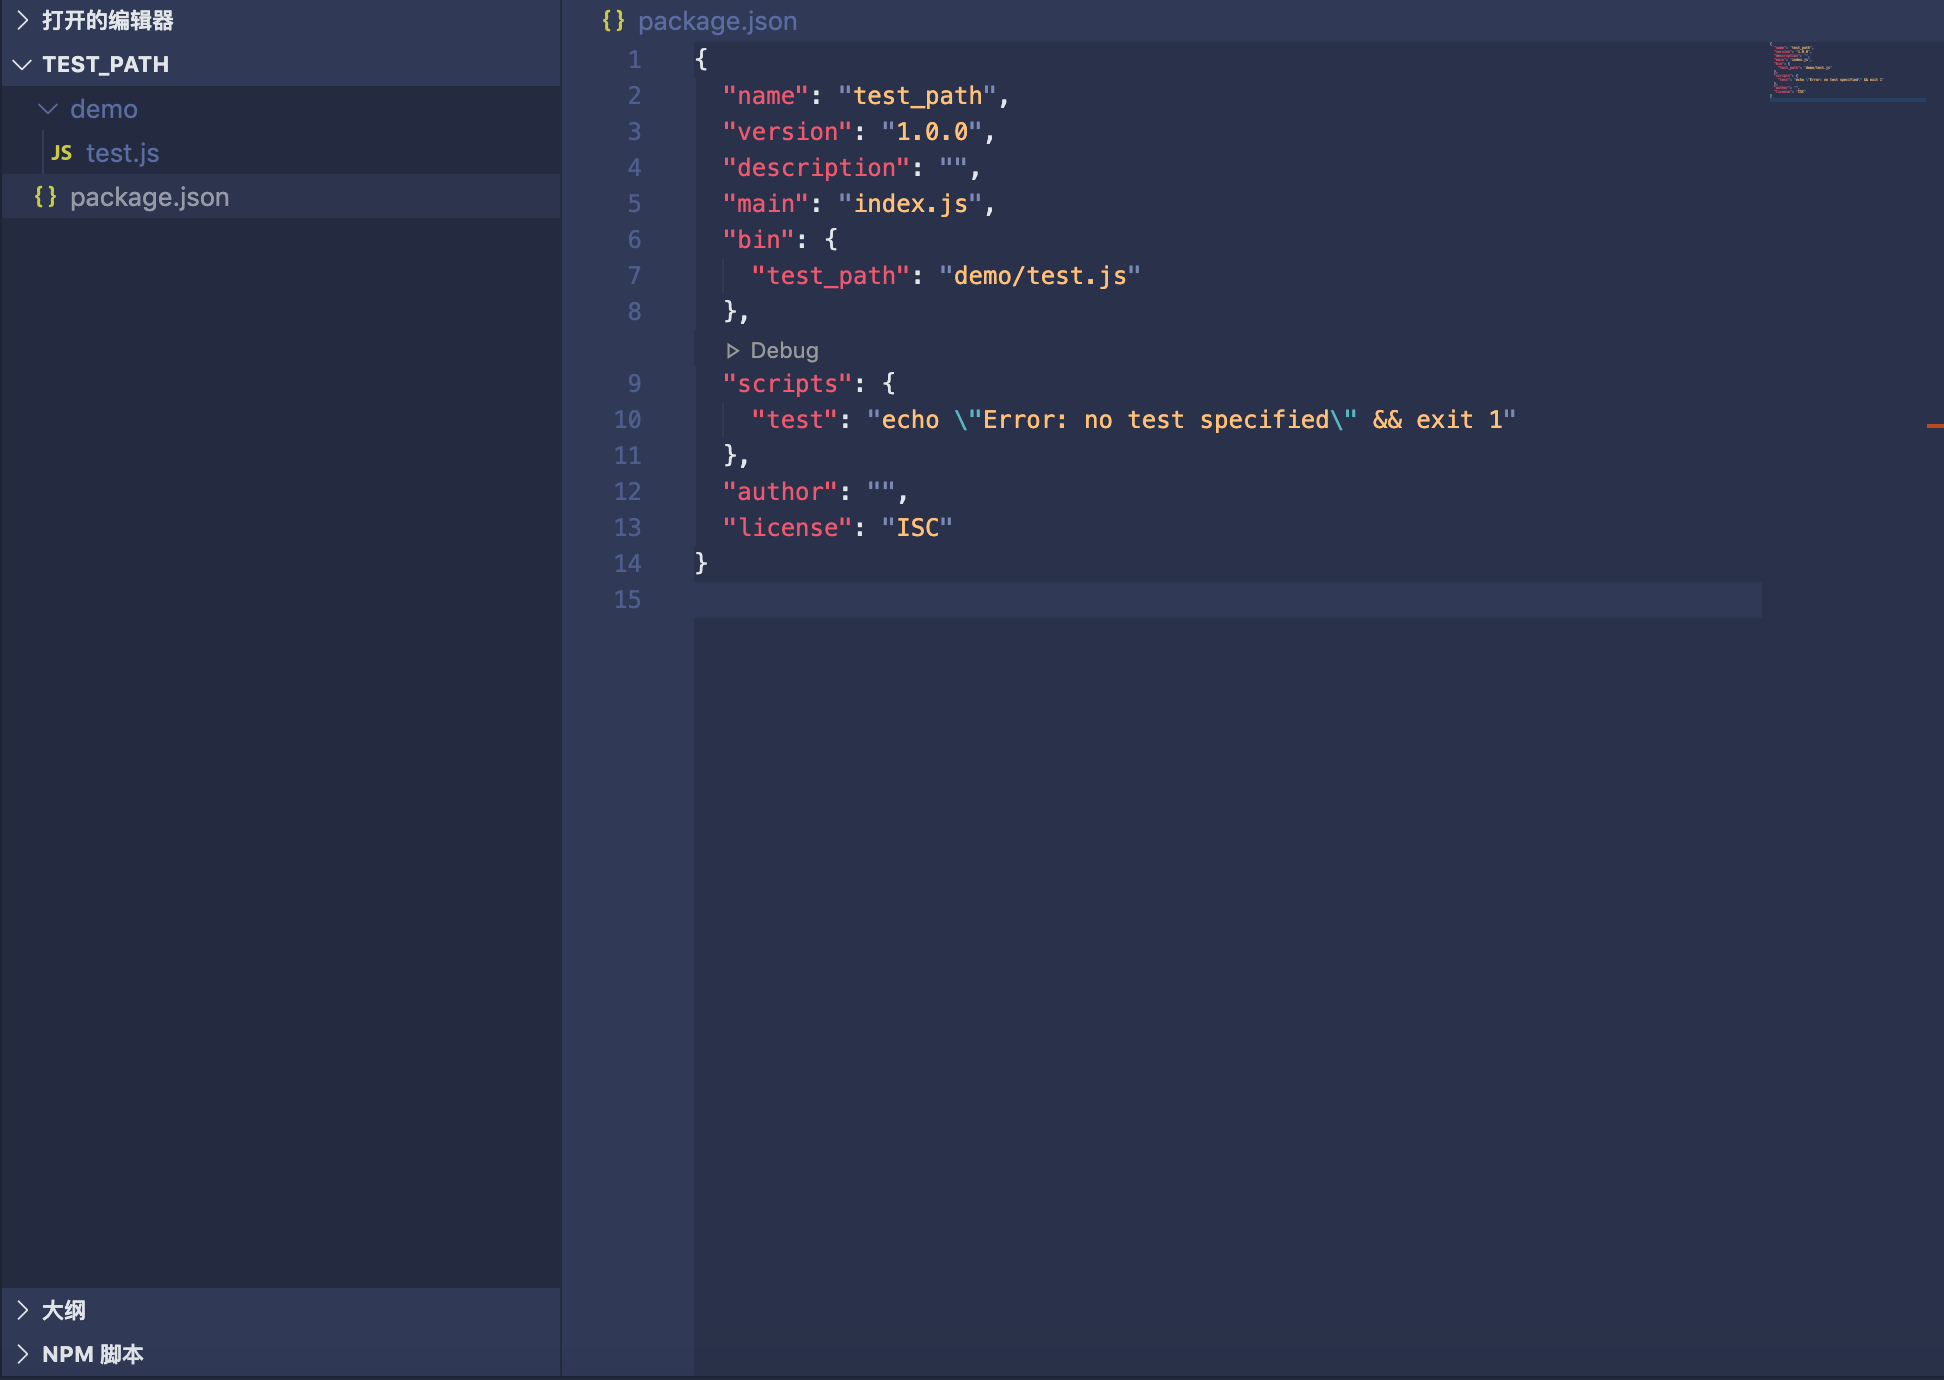 打开的编辑器
TEST_PATH
demo
JS test.js
{} package.json
大纲
NPM 脚本
{} package.json
1 {
2 "name": "test_path",
3 "version": "1.0.0",
4 "description": "",
5 "main": "index.js",
6 "bin": {
7 "test_path": "demo/test.js"
8 },
Debug
9 "scripts": {
10 "test": "echo \"Error: no test specified\" && exit 1"
11 },
12 "author": "",
13 "license": "ISC"
14 }
15